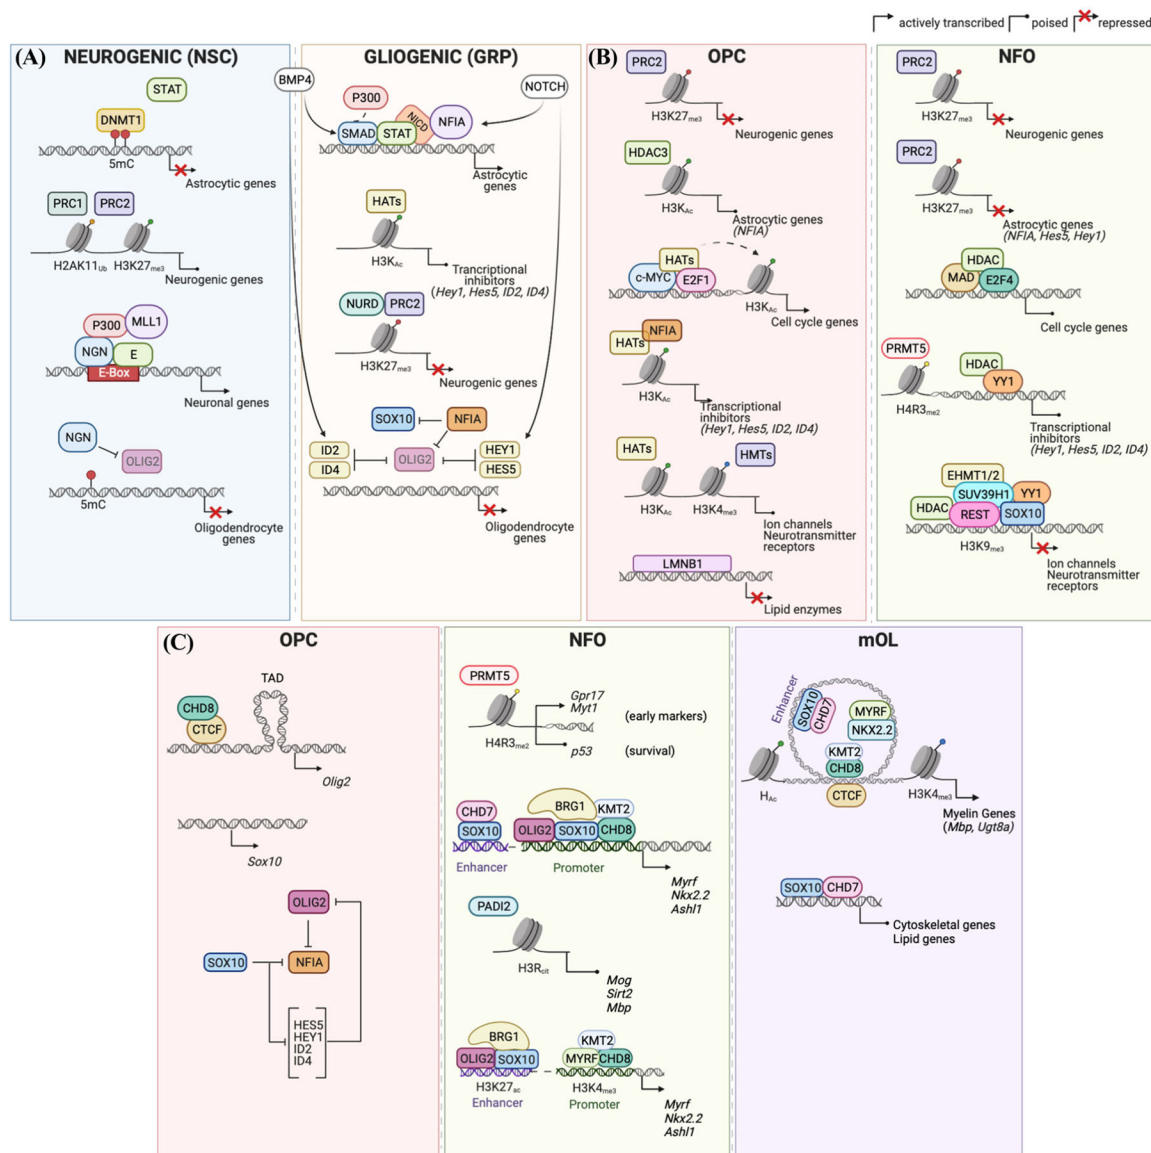 actively transcribed
poised
repressed
(A)
NEUROGENIC (NSC)
STAT
DNMT1
5mC
Astrocytic genes
PRC1
PRC2
H2AK11Ub
H3K27me3
Neurogenic genes
P300
MLL1
NGN
E
E-Box
Neuronal genes
NGN
OLIG2
5mC
Oligodendrocyte
genes
GLIOGENIC (GRP)
BMP4
NOTCH
P300
SMAD
STAT
NICD
NFIA
Astrocytic
genes
HATs
H3KAc
Trancriptional
inhibitors
(Hey1, Hes5, ID2, ID4)
NURD
PRC2
H3K27me3
Neurogenic genes
SOX10
NFIA
ID2
ID4
OLIG2
HEY1
HES5
Oligodendocyte
genes
(B)
OPC
PRC2
H3K27me3
Neurogenic genes
HDAC3
H3KAc
Astrocytic genes
(NFIA)
HATs
c-MYC
E2F1
H3KAc
Cell cycle genes
NFIA
HATs
H3KAc
Transcriptional
inhibitors
(Hey1, Hes5, ID2, ID4)
HATs
HMTs
H3KAc
H3K4me3
Ion channels
Neurotransmitter
receptors
LMNB1
Lipid enzymes
NFO
PRC2
H3K27me3
Neurogenic genes
PRC2
H3K27me3
Astrocytic genes
(NFIA, Hes5, Hey1)
HDAC
MAD
E2F4
Cell cycle genes
PRMT5
HDAC
YY1
H4R3me2
Transcriptional
inhibitors
(Hey1, Hes5, ID2, ID4)
EHMT1/2
SUV39H1
YY1
HDAC
REST
SOX10
H3K9me3
Ion channels
Neurotransmitter
receptors
(C)
OPC
TAD
CHD8
CTCF
Olig2
Sox10
OLIG2
SOX10
NFIA
HES5
HEY1
ID2
ID4
NFO
PRMT5
Gpr17
Myt1
(early markers)
H4R3me2
p53
(survival)
CHD7
SOX10
BRG1
KMT2
OLIG2
SOX10
CHD8
Enhancer
Promoter
Myrf
Nkx2.2
Ashl1
PADI2
H3Rcit
Mog
Sirt2
Mbp
BRG1
OLIG2
SOX10
KMT2
MYRF
CHD8
H3K27ac
H3K4me3
Enhancer
Promoter
Myrf
Nkx2.2
Ashl1
mOL
Enhancer
SOX10
CHD7
MYRF
NKX2.2
KMT2
CHD8
CTCF
HAc
H3K4me3
Myelin Genes
(Mbp, Ugt8a)
SOX10
CHD7
Cytoskeletal genes
Lipid genes